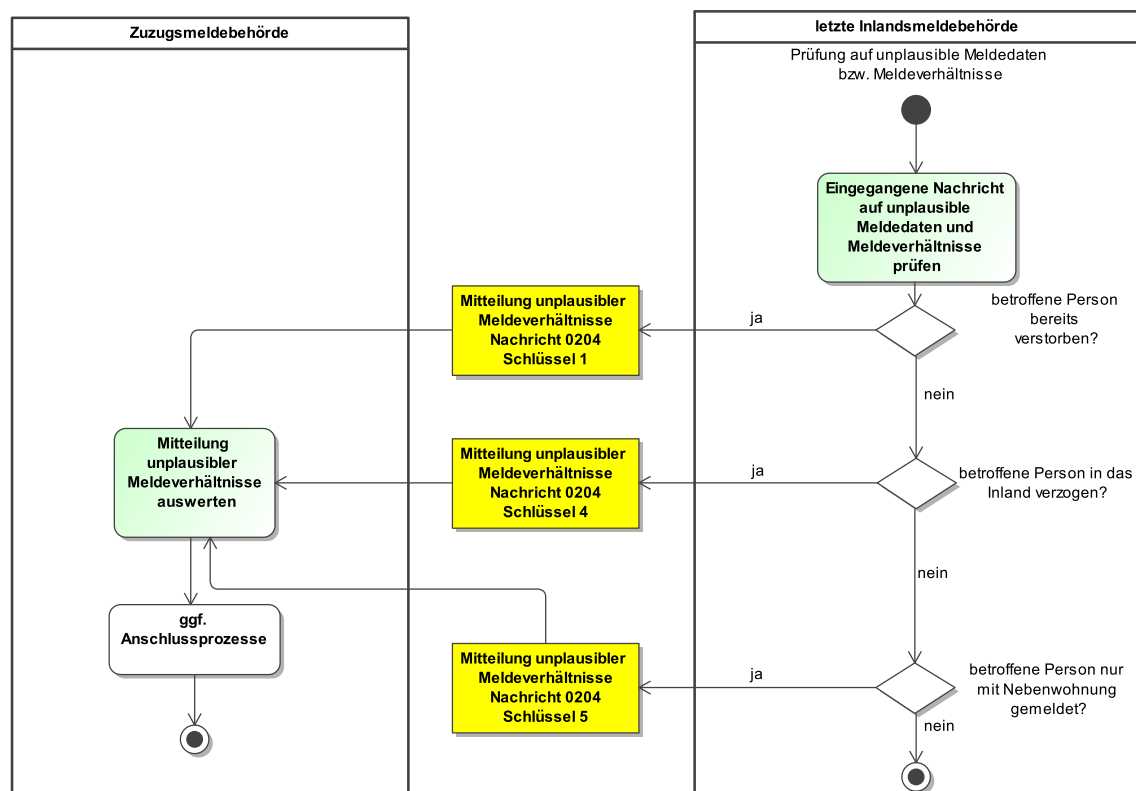 Zuzugsmeldebehörde
letzte Inlandsmeldebehörde
Prüfung auf unplausible Meldedaten
bzw. Meldeverhältnisse
Eingegangene Nachricht
auf unplausible
Meldedaten und
Meldeverhältnisse
prüfen
betroffene Person
bereits
verstorben?
ja
Mitteilung unplausibler
Meldeverhältnisse
Nachricht 0204
Schlüssel 1
nein
Mitteilung
unplausibler
Meldeverhältnisse
auswerten
Mitteilung unplausibler
Meldeverhältnisse
Nachricht 0204
Schlüssel 4
ja
betroffene Person in das
Inland verzogen?
nein
ggf.
Anschlussprozesse
Mitteilung unplausibler
Meldeverhältnisse
Nachricht 0204
Schlüssel 5
ja
betroffene Person nur
mit Nebenwohnung
gemeldet?
nein